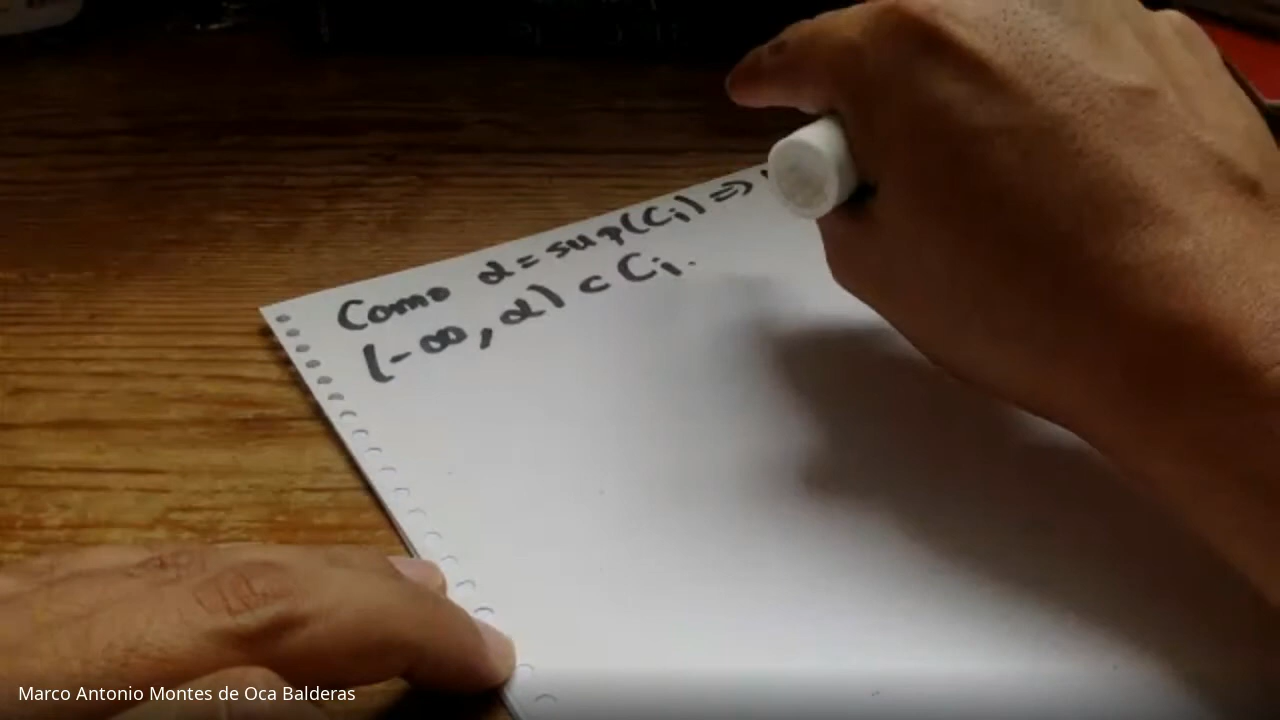 Como α = sup(Ci) =>
(-∞, α) ⊂ Ci.
Marco Antonio Montes de Oca Balderas